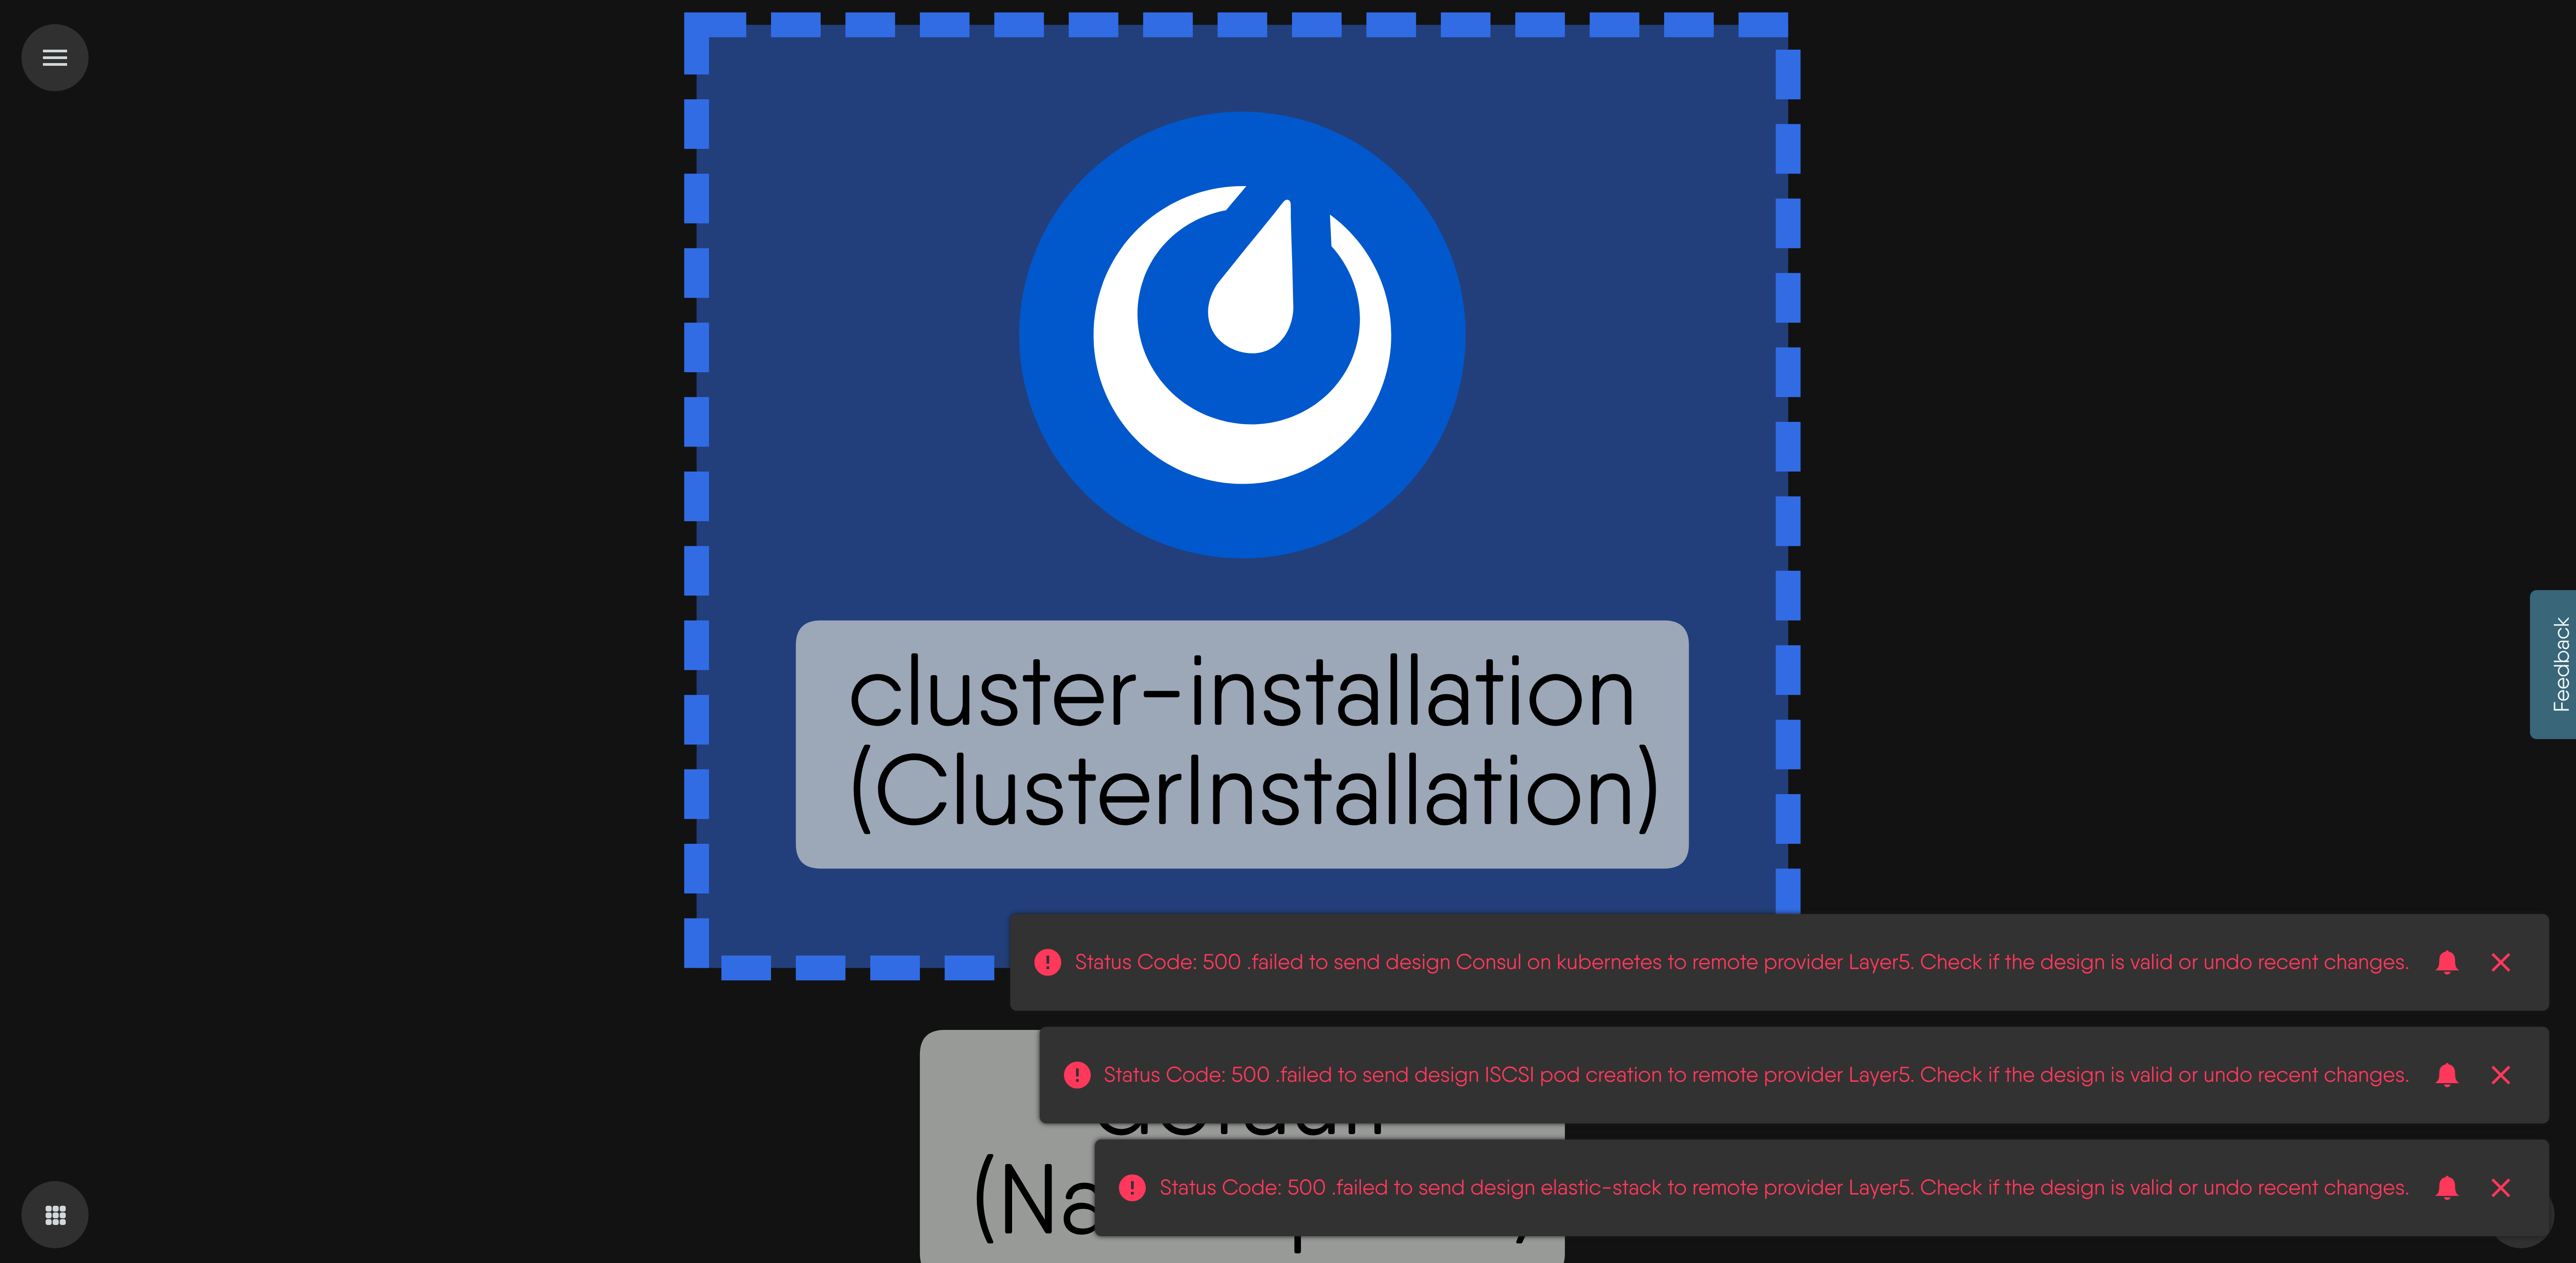 cluster-installation
(ClusterInstallation)
Feedback
Status Code: 500 .failed to send design Consul on kubernetes to remote provider Layer5. Check if the design is valid or undo recent changes.
Status Code: 500 .failed to send design ISCSI pod creation to remote provider Layer5. Check if the design is valid or undo recent changes.
Status Code: 500 .failed to send design elastic-stack to remote provider Layer5. Check if the design is valid or undo recent changes.